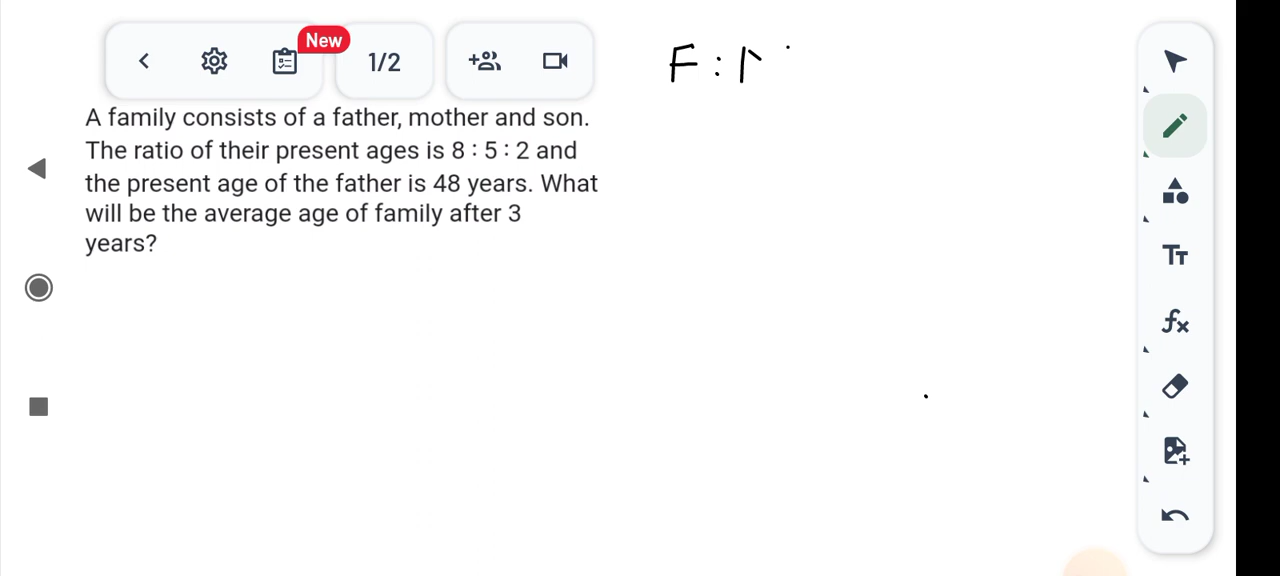 New
1/2
F :
A family consists of a father, mother and son.
The ratio of their present ages is 8 : 5 : 2 and
the present age of the father is 48 years. What
will be the average age of family after 3
years?
Tт
fx